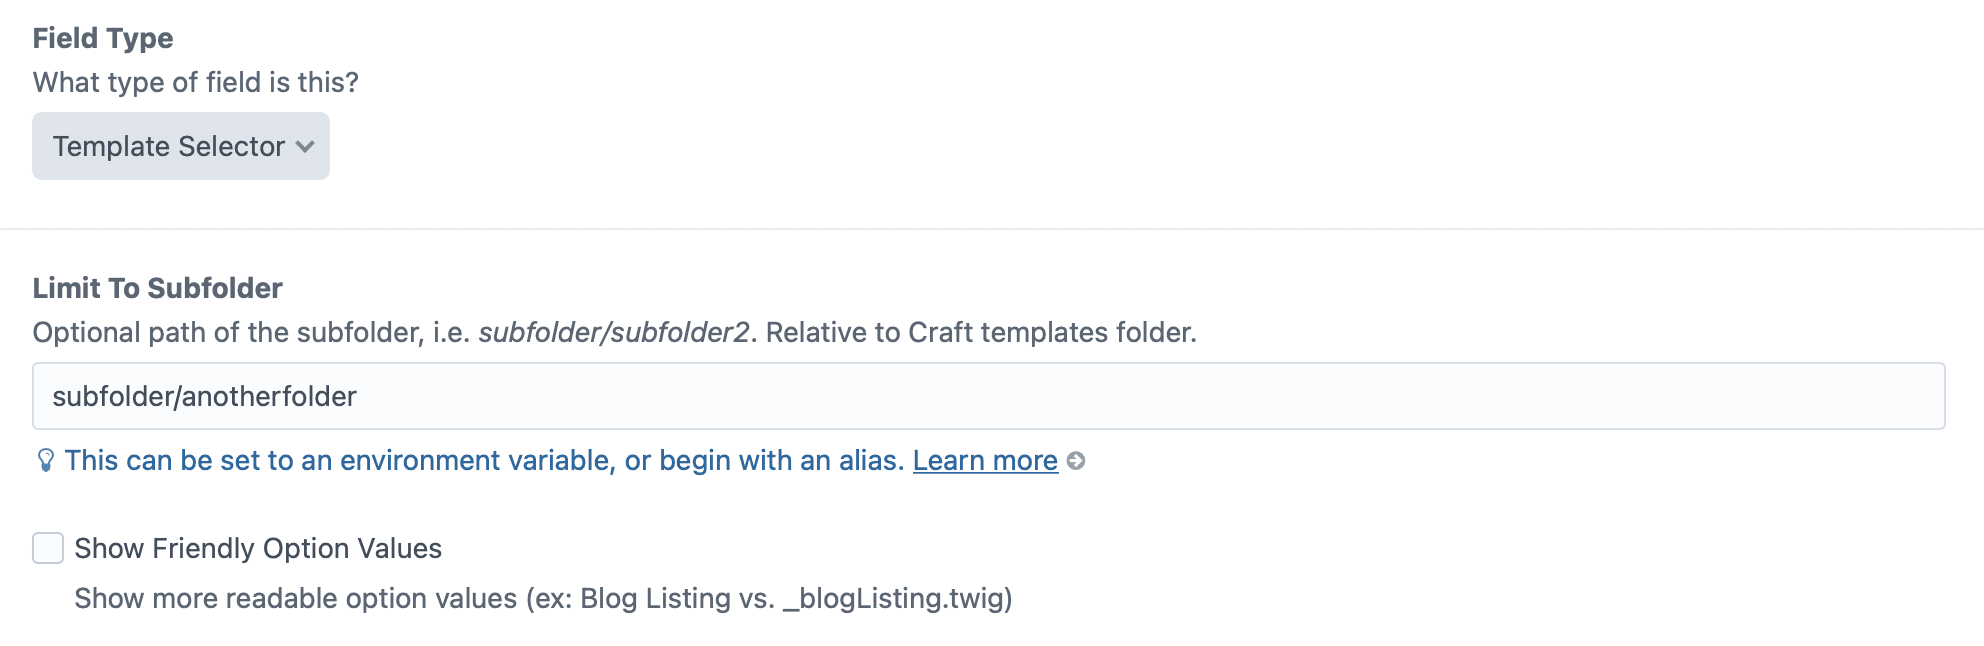 Field Type
What type of field is this?
Template Selector
Limit To Subfolder
Optional path of the subfolder, i.e. subfolder/subfolder2. Relative to Craft templates folder.
subfolder/anotherfolder
This can be set to an environment variable, or begin with an alias. Learn more
Show Friendly Option Values
Show more readable option values (ex: Blog Listing vs. _blogListing.twig)